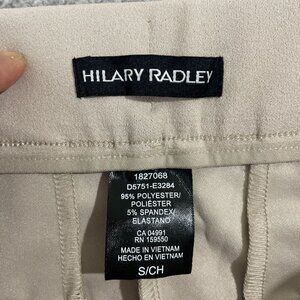 HILARY RADLEY
1827068
D5751-E3284
95% POLYESTER/
POLIÉSTER
5% SPANDEX/
ELASTANO
CA 04991
RN 159550
MADE IN VIETNAM
HECHO EN VIETNAM
S/CH